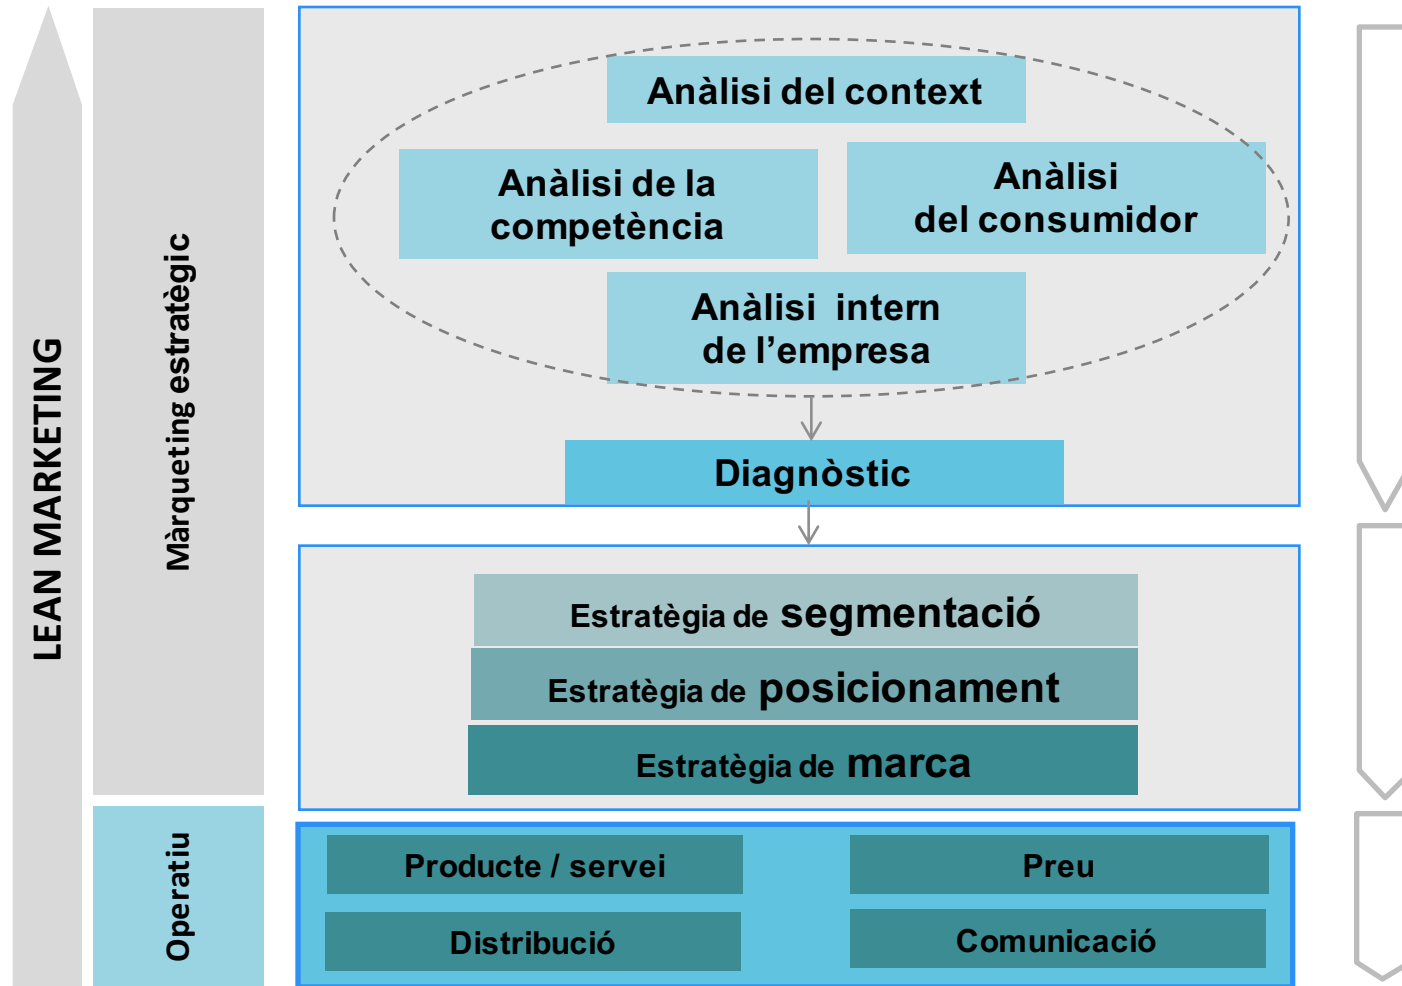 LEAN MARKETING
Màrqueting estratègic
Anàlisi del context
Anàlisi de la
competència
Anàlisi
del consumidor
Anàlisi intern
de l’empresa
Diagnòstic
Estratègia de segmentació
Estratègia de posicionament
Estratègia de marca
Operatiu
Producte / servei
Preu
Distribució
Comunicació